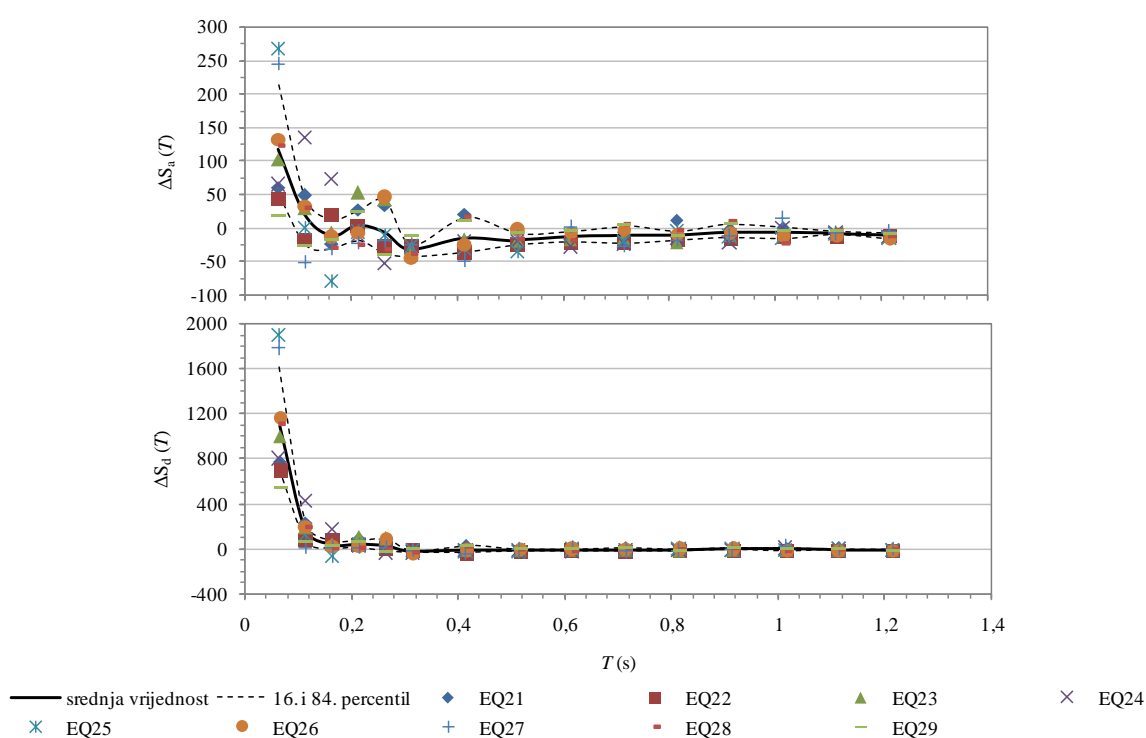 300
250
200
150
100
50
0
-50
-100
ΔSa (T)
2000
1600
1200
800
400
0
-400
ΔSd (T)
0 0,2 0,4 0,6 0,8 1 1,2 1,4
T (s)
srednja vrijednost 16. i 84. percentil EQ21 EQ22 EQ23 EQ24
EQ25 EQ26 EQ27 EQ28 EQ29